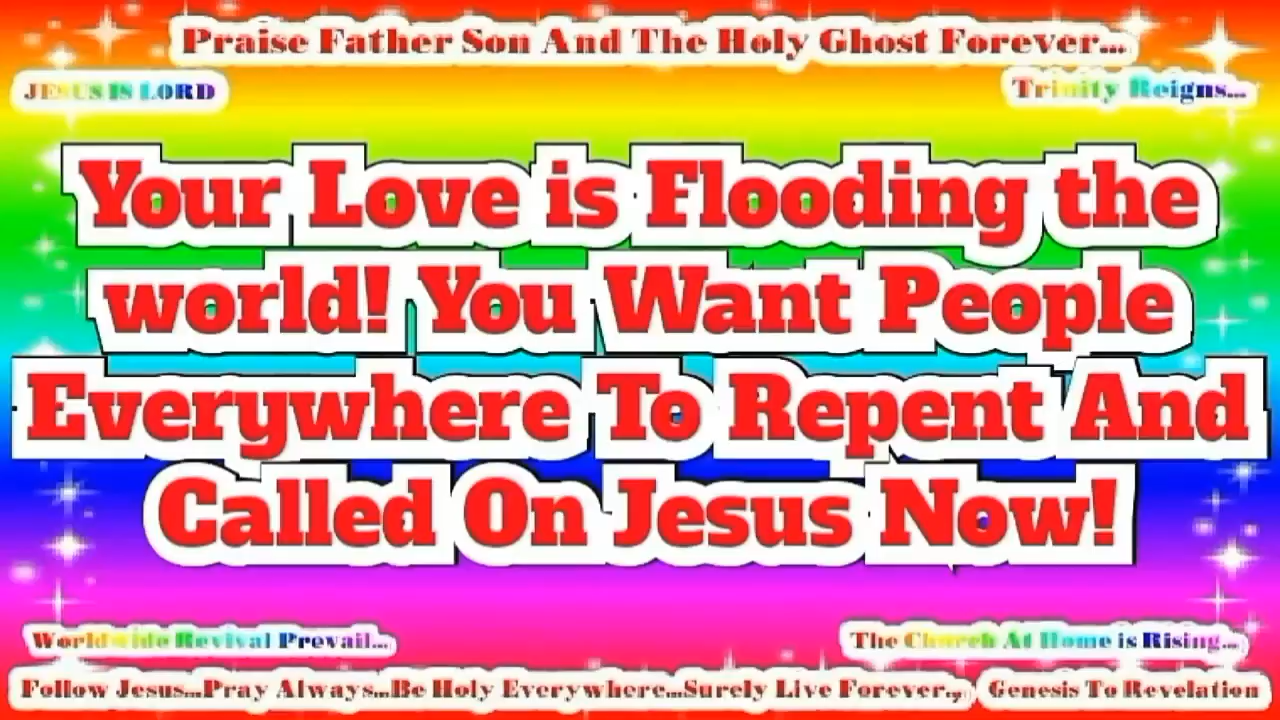 Praise Father Son And The Holy Ghost Forever...
JESUS IS LORD
Trinity Reigns...
Your Love is Flooding the
world! You Want People
Everywhere To Repent And
Called On Jesus Now!
Worldwide Revival Prevail...
The Church At Home is Rising...
Follow Jesus...Pray Always...Be Holy Everywhere...Surely Live Forever..,
Genesis To Revelation